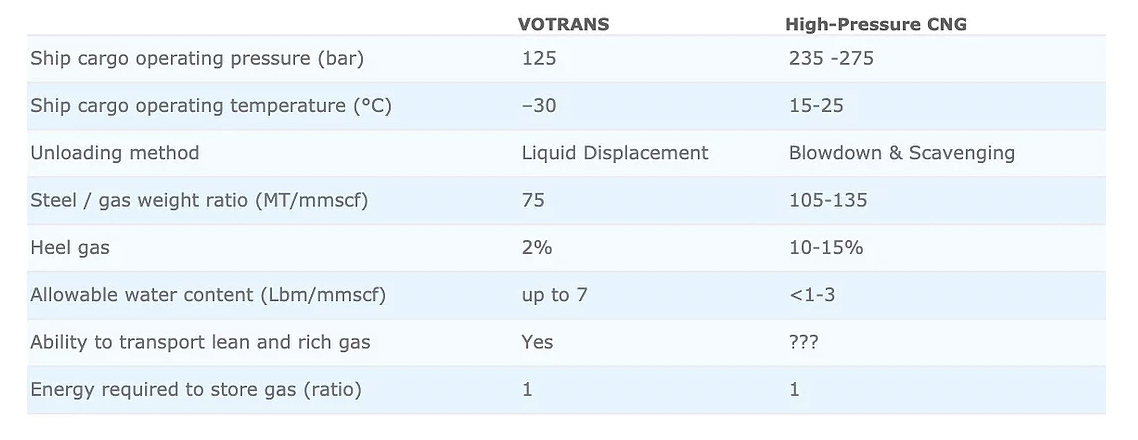 VOTRANS High-Pressure CNG
Ship cargo operating pressure (bar) 125 235 -275
Ship cargo operating temperature (°C) –30 15-25
Unloading method Liquid Displacement Blowdown & Scavenging
Steel / gas weight ratio (MT/mmscf) 75 105-135
Heel gas 2% 10-15%
Allowable water content (Lbm/mmscf) up to 7 <1-3
Ability to transport lean and rich gas Yes ???
Energy required to store gas (ratio) 1 1